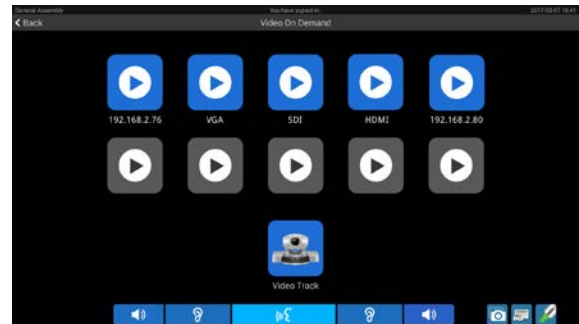 General Assembly
You have signed in.
2017-03-07 16:41
Back
Video On Demand
192.168.2.76
VGA
SDI
HDMI
192.168.2.80
Video Track